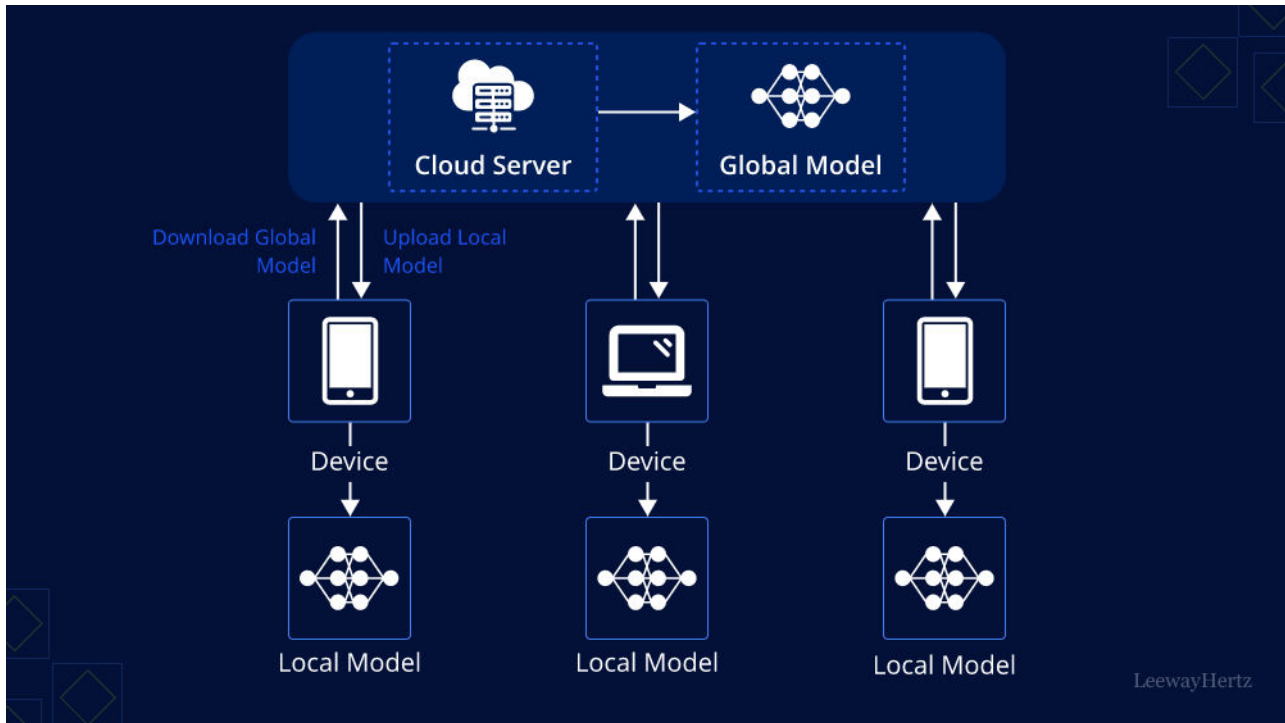 Cloud Server
Global Model
Download Global
Model
Upload Local
Model
Device
Device
Device
Local Model
Local Model
Local Model
LeewayHertz